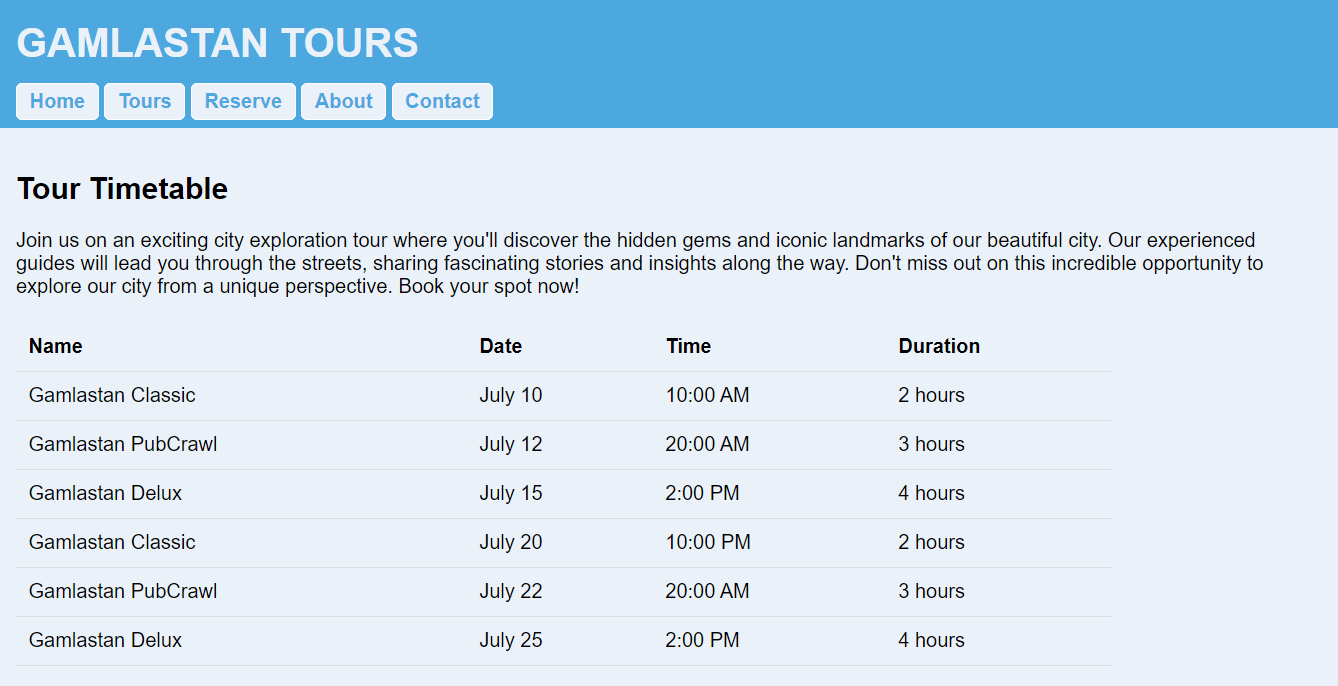 GAMLASTAN TOURS
Home Tours Reserve About Contact
Tour Timetable
Join us on an exciting city exploration tour where you'll discover the hidden gems and iconic landmarks of our beautiful city. Our experienced
guides will lead you through the streets, sharing fascinating stories and insights along the way. Don't miss out on this incredible opportunity to
explore our city from a unique perspective. Book your spot now!
Name Date Time Duration
Gamlastan Classic July 10 10:00 AM 2 hours
Gamlastan PubCrawl July 12 20:00 AM 3 hours
Gamlastan Delux July 15 2:00 PM 4 hours
Gamlastan Classic July 20 10:00 PM 2 hours
Gamlastan PubCrawl July 22 20:00 AM 3 hours
Gamlastan Delux July 25 2:00 PM 4 hours